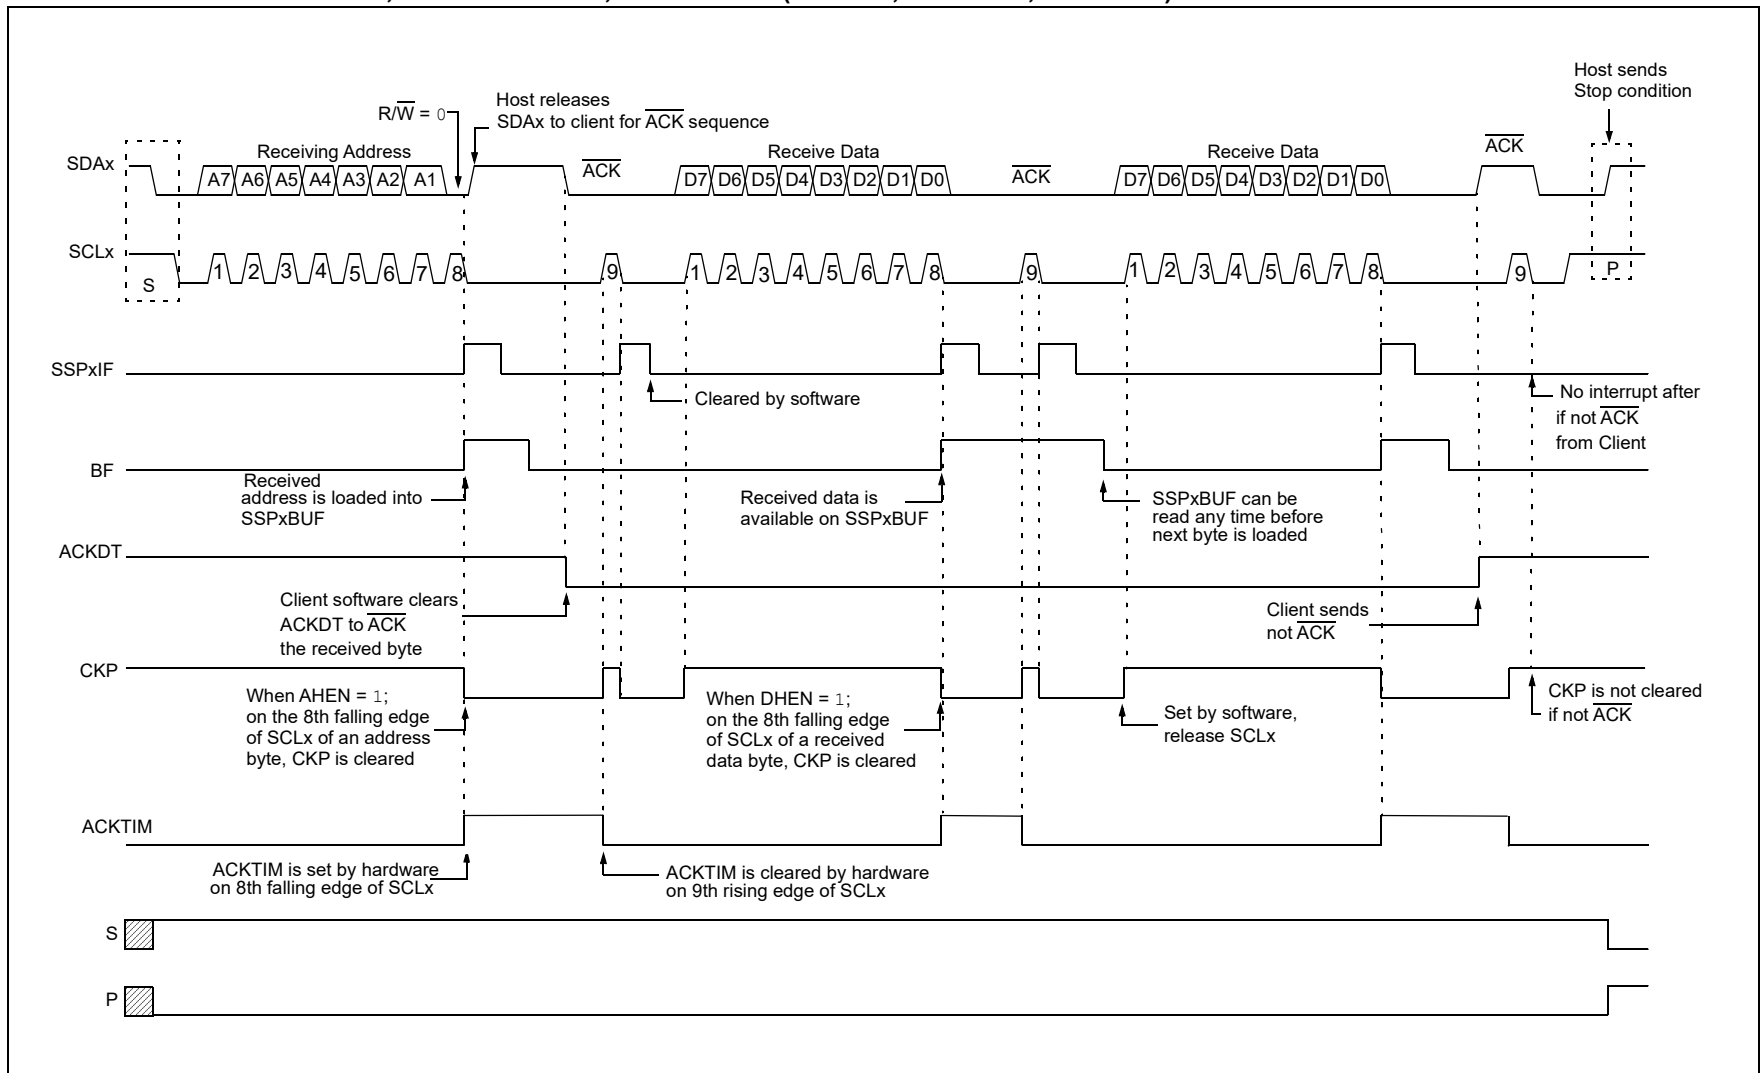 Host sends
Stop condition
R/W = 0
Host releases
SDAx to client for ACK sequence
SDAx
Receiving Address
ACK
Receive Data
ACK
Receive Data
ACK
A7 A6 A5 A4 A3 A2 A1
D7 D6 D5 D4 D3 D2 D1 D0
D7 D6 D5 D4 D3 D2 D1 D0
SCLx
S
1 2 3 4 5 6 7 8
9
1 2 3 4 5 6 7 8
9
1 2 3 4 5 6 7 8
9
P
SSPxIF
Cleared by software
No interrupt after
if not ACK
from Client
BF
Received
address is loaded into
SSPxBUF
Received data is
available on SSPxBUF
SSPxBUF can be
read any time before
next byte is loaded
ACKDT
Client software clears
ACKDT to ACK
the received byte
Client sends
not ACK
CKP
When AHEN = 1;
on the 8th falling edge
of SCLx of an address
byte, CKP is cleared
When DHEN = 1;
on the 8th falling edge
of SCLx of a received
data byte, CKP is cleared
Set by software,
release SCLx
CKP is not cleared
if not ACK
ACKTIM
ACKTIM is set by hardware
on 8th falling edge of SCLx
ACKTIM is cleared by hardware
on 9th rising edge of SCLx
S
P